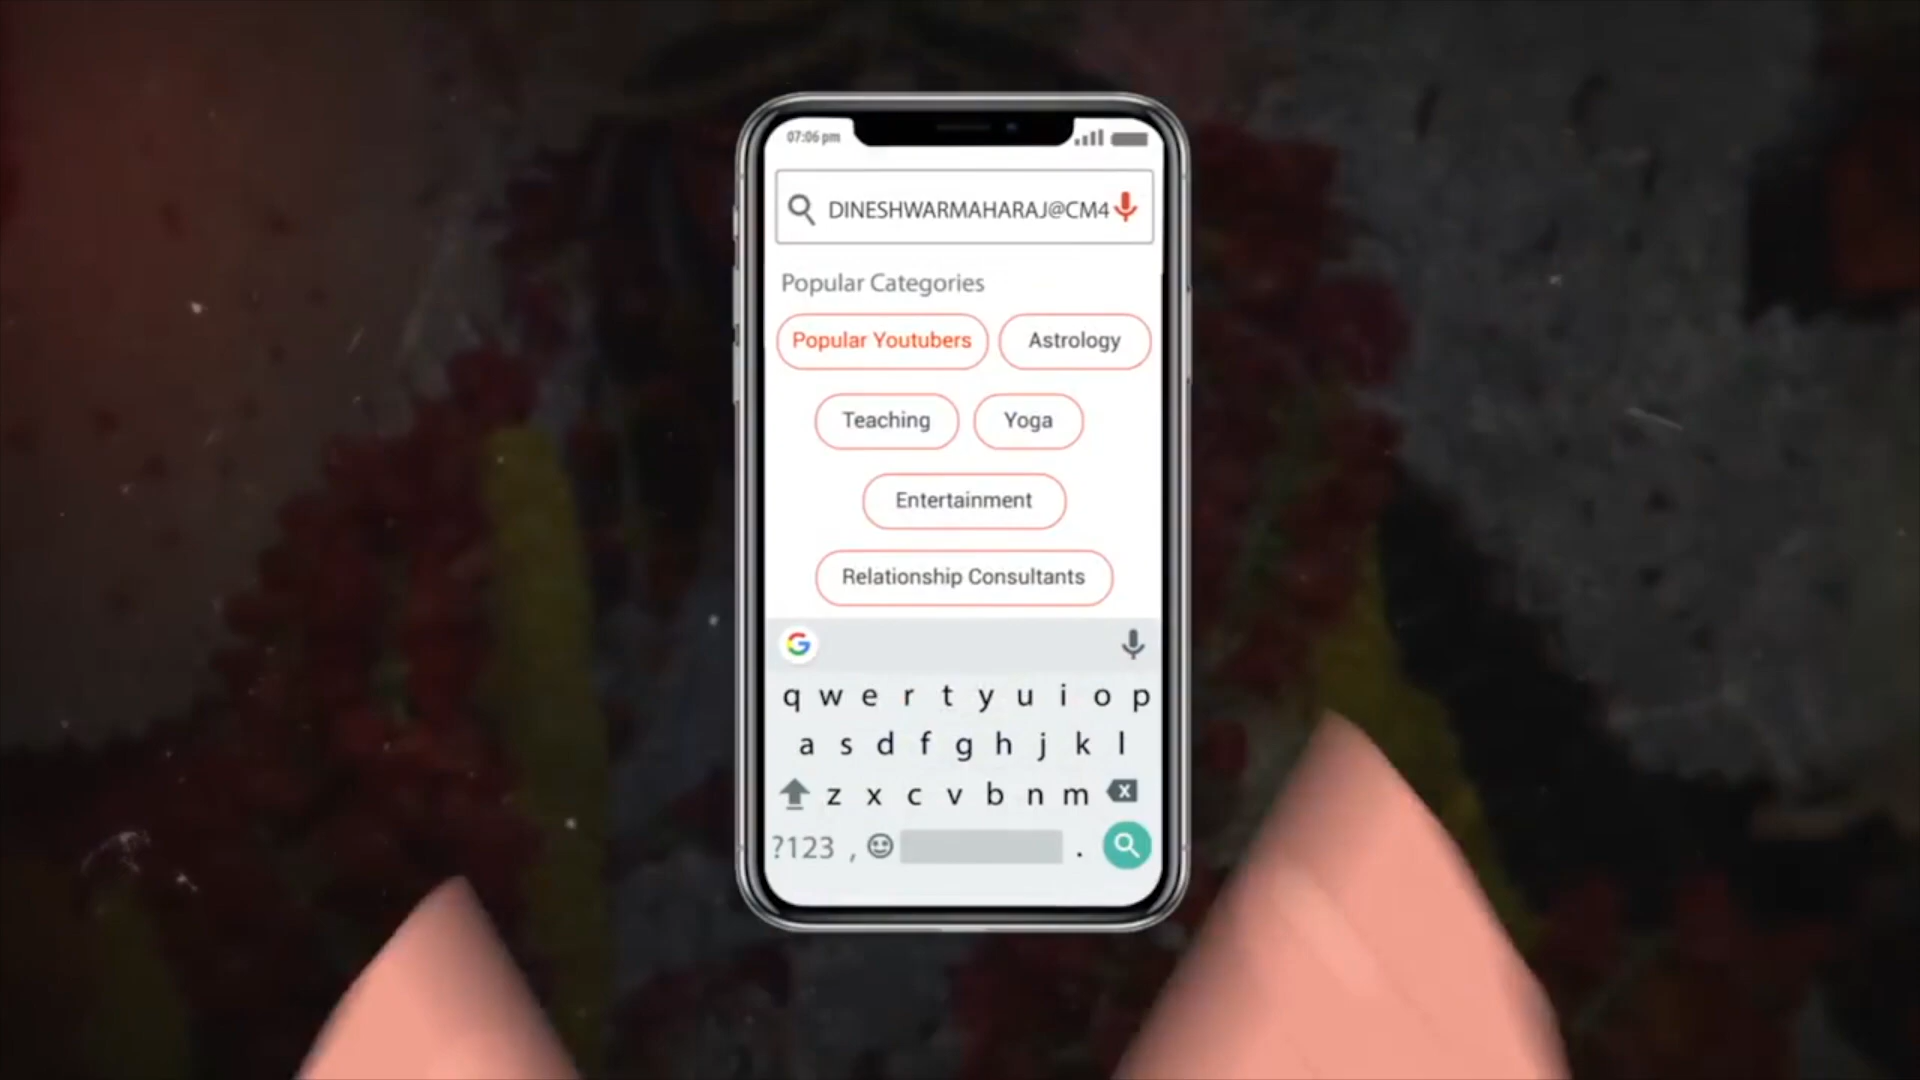 07:06 pm
DINESHWARMAHARAJ@CM4
Popular Categories
Popular Youtubers
Astrology
Teaching
Yoga
Entertainment
Relationship Consultants
G
q w e r t y u i o p
a s d f g h j k l
z x c v b n m x
?123 , .